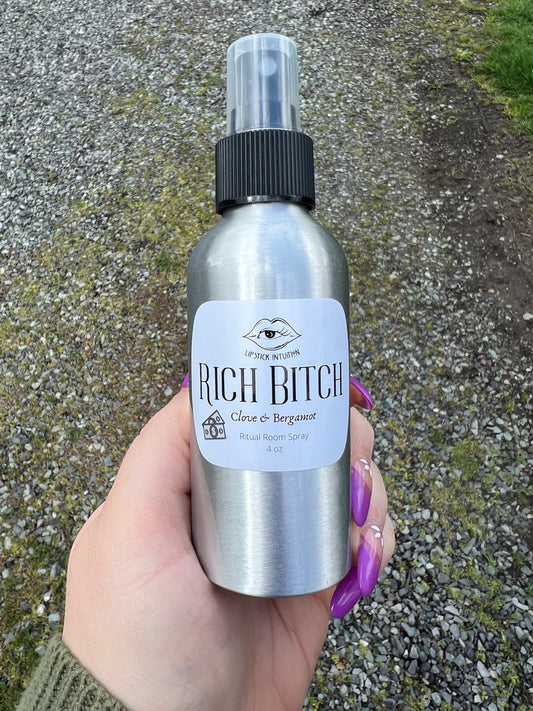 LIPSTICK INTUITION
RICH BITCH
Clove & Bergamot
Ritual Room Spray
4 oz